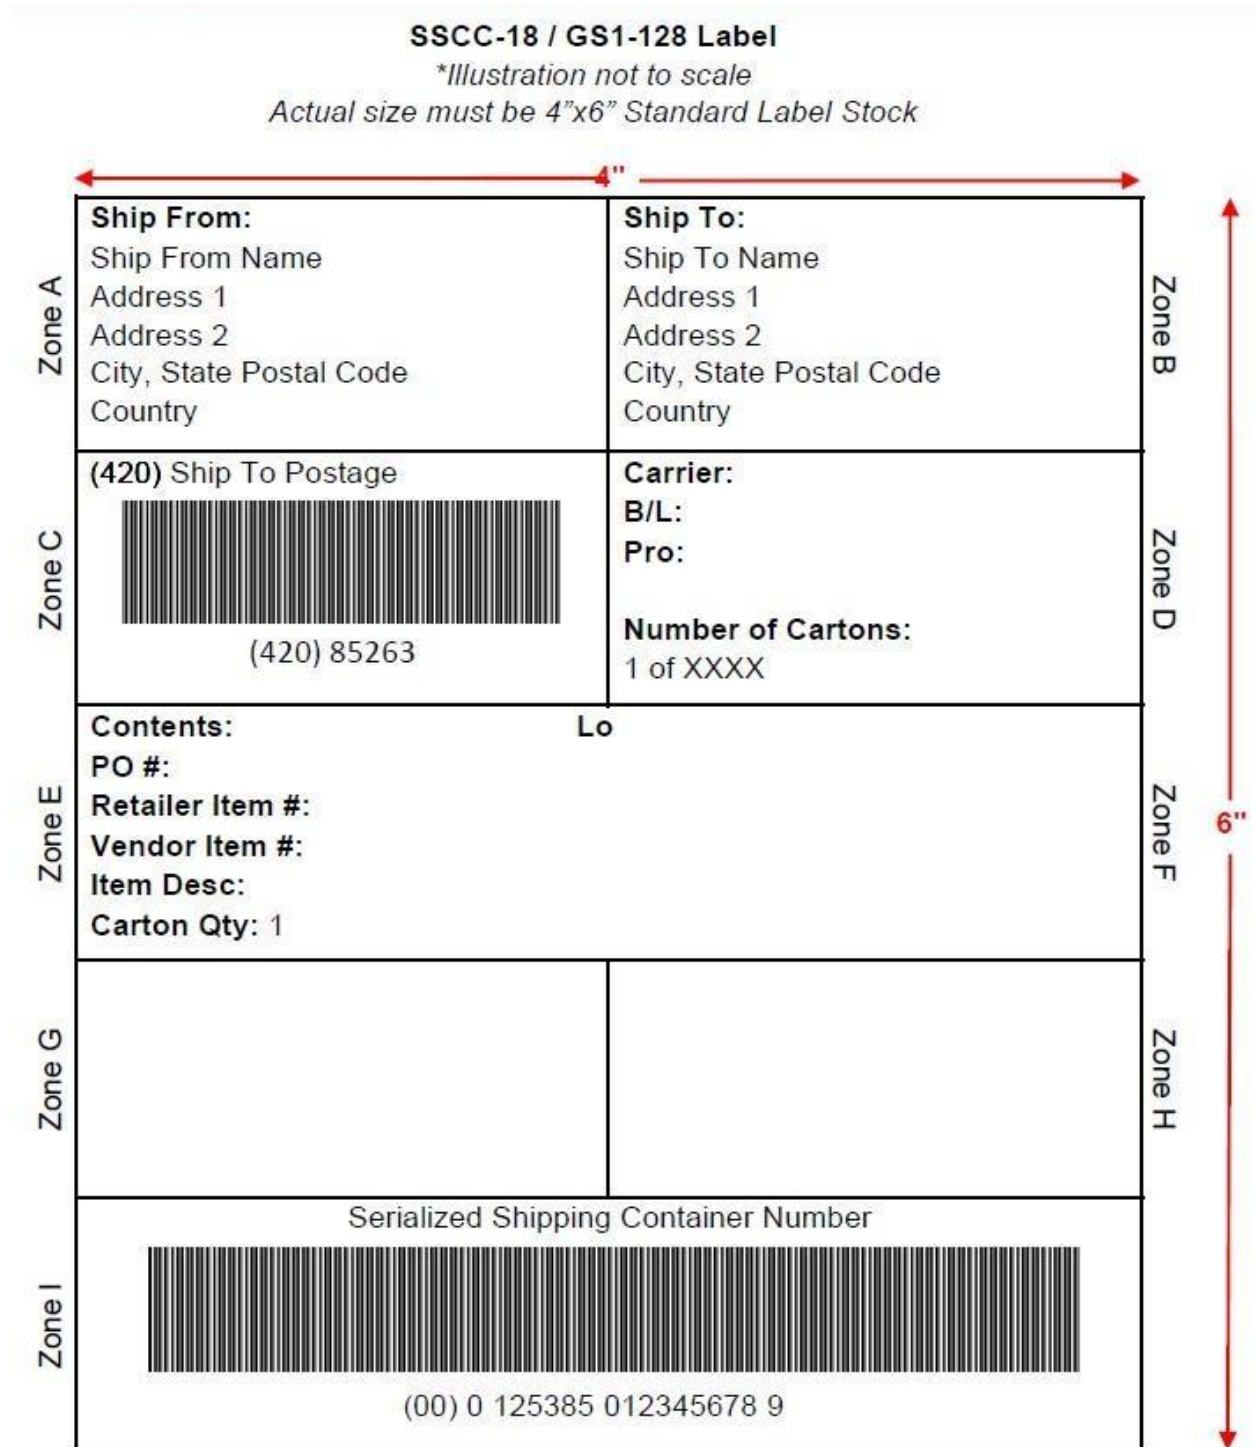 SSCC-18 / GS1-128 Label
*Illustration not to scale
Actual size must be 4”x6” Standard Label Stock
4"
Zone A
Ship From:
Ship From Name
Address 1
Address 2
City, State Postal Code
Country
Ship To:
Ship To Name
Address 1
Address 2
City, State Postal Code
Country
Zone B
Zone C
(420) Ship To Postage
(420) 85263
Carrier:
B/L:
Pro:
Number of Cartons:
1 of XXXX
Zone D
Zone E
Contents: Lo
PO #:
Retailer Item #:
Vendor Item #:
Item Desc:
Carton Qty: 1
Zone F
6"
Zone G
Zone H
Zone I
Serialized Shipping Container Number
(00) 0 125385 012345678 9